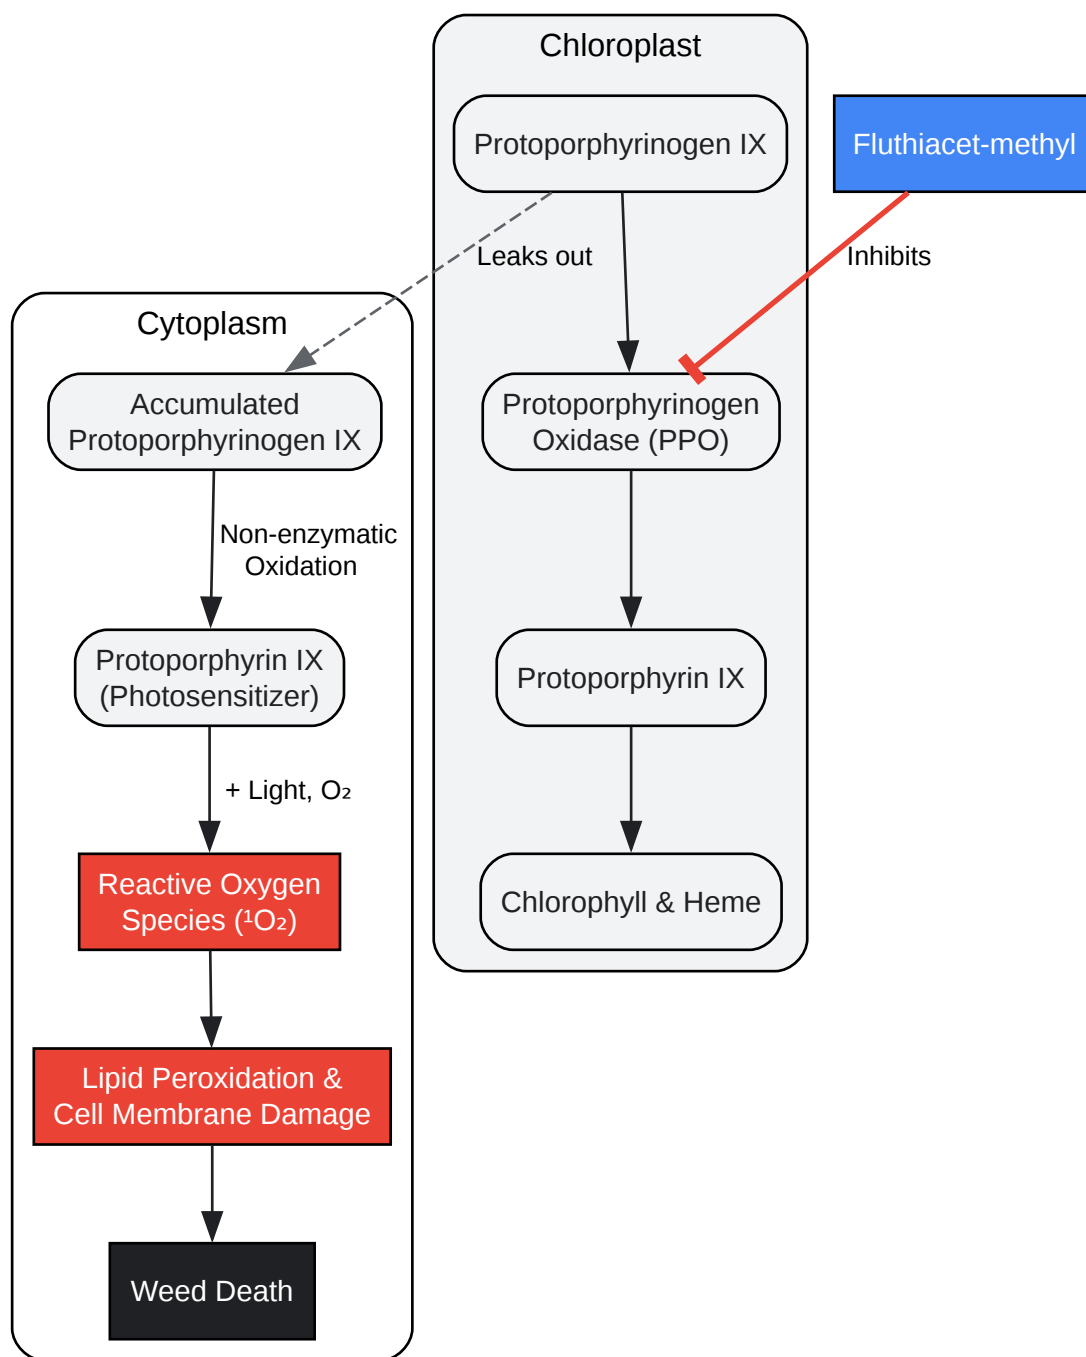 Chloroplast
Protoporphyrinogen IX
Fluthiacet-methyl
Leaks out
Inhibits
Cytoplasm
Accumulated
Protoporphyrinogen IX
Protoporphyrinogen
Oxidase (PPO)
Non-enzymatic
Oxidation
Protoporphyrin IX
(Photosensitizer)
Protoporphyrin IX
+ Light, O₂
Reactive Oxygen
Species (¹O₂)
Chlorophyll & Heme
Lipid Peroxidation &
Cell Membrane Damage
Weed Death